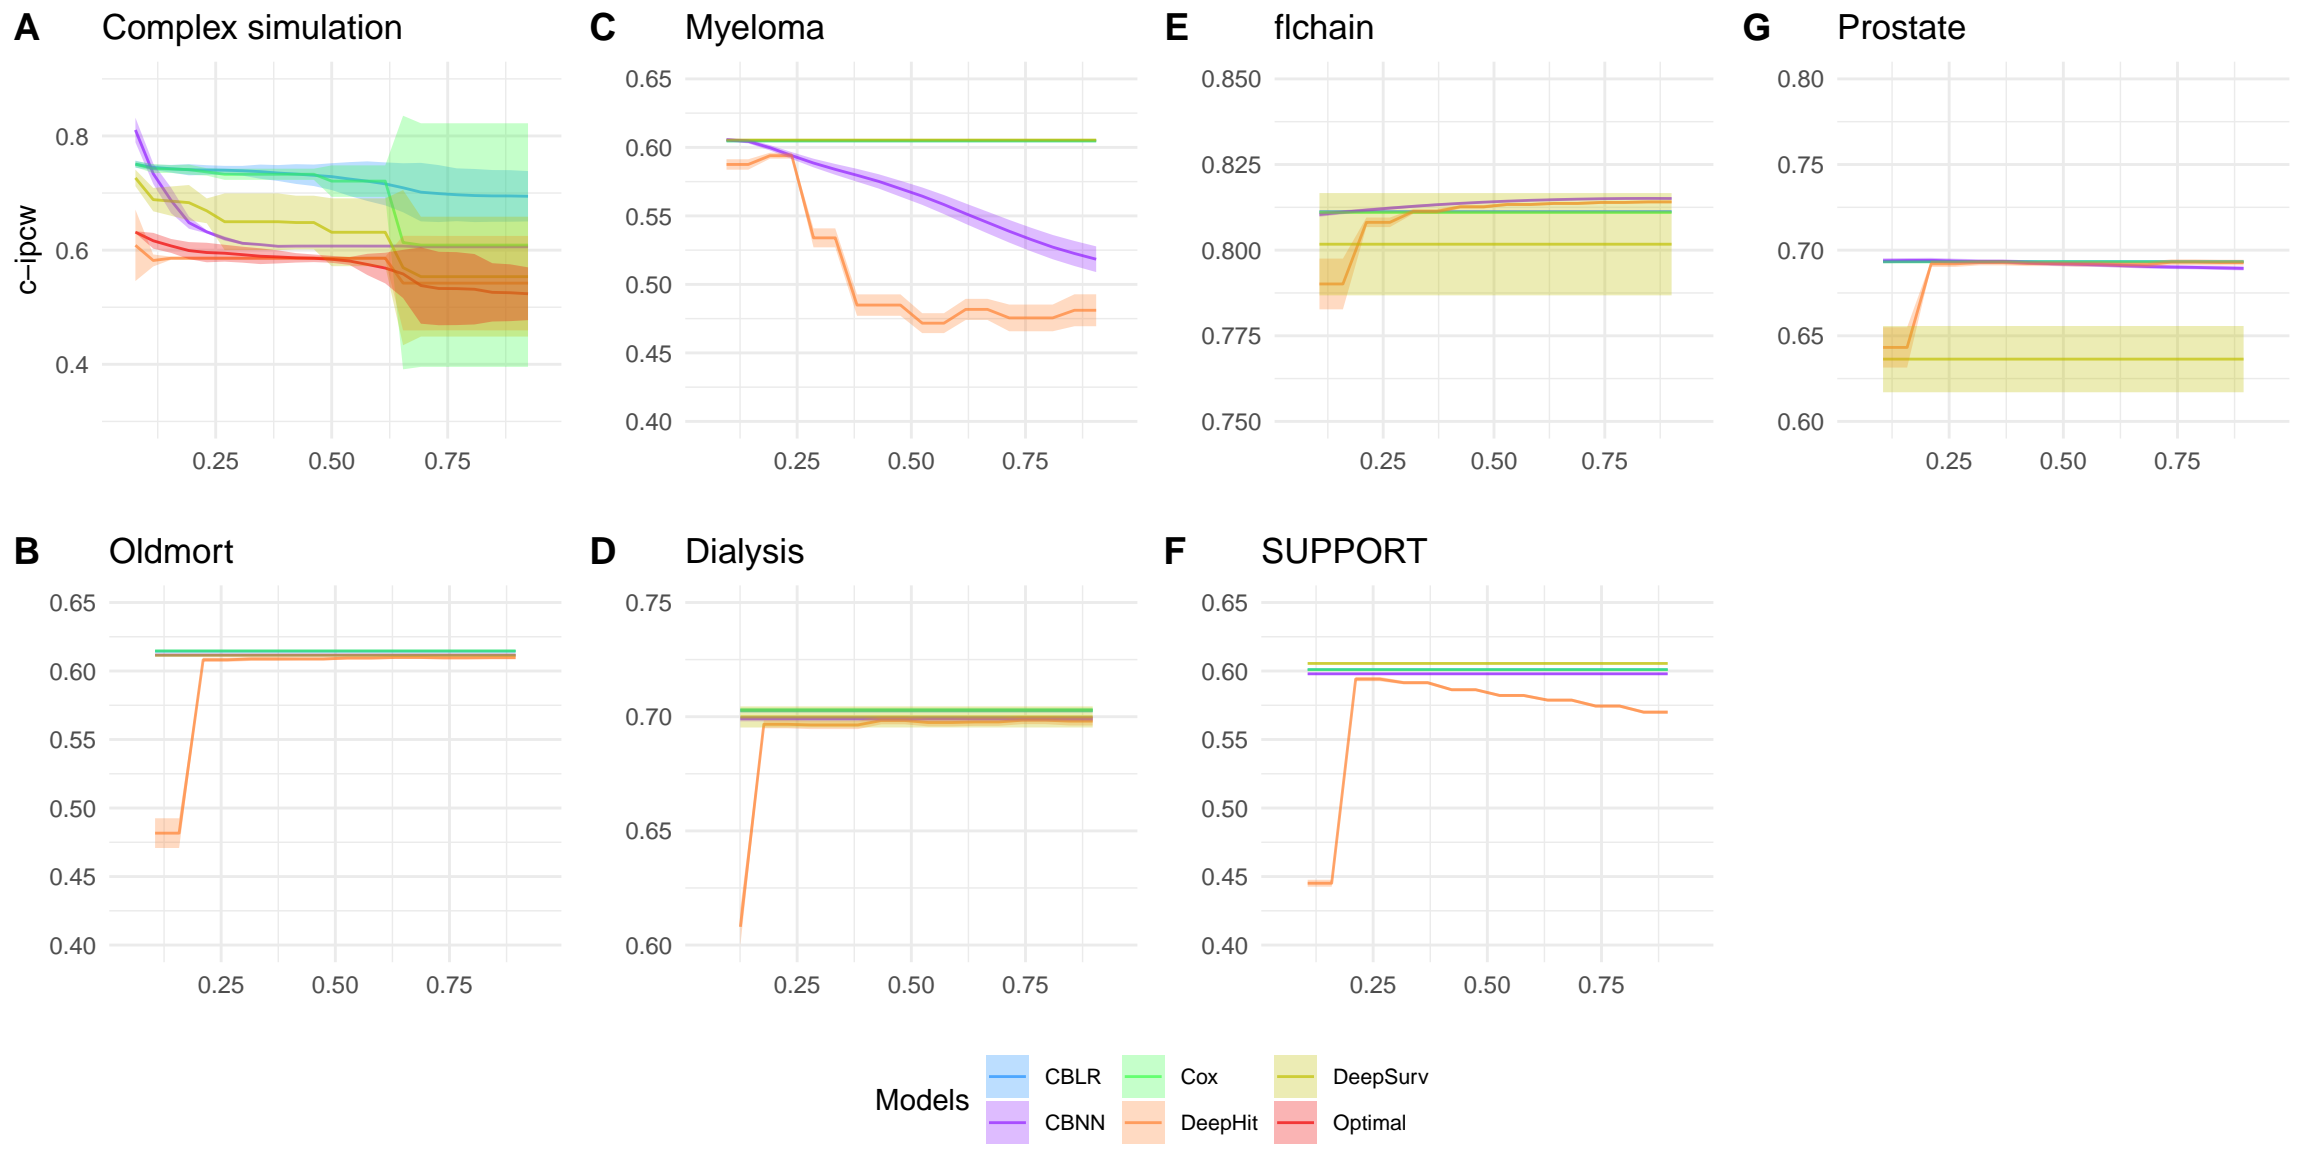 A Complex simulation
c–ipcw
0.8
0.6
0.4
0.25 0.50 0.75
C Myeloma
0.65
0.60
0.55
0.50
0.45
0.40
0.25 0.50 0.75
E flchain
0.850
0.825
0.800
0.775
0.750
0.25 0.50 0.75
G Prostate
0.80
0.75
0.70
0.65
0.60
0.25 0.50 0.75
B Oldmort
0.65
0.60
0.55
0.50
0.45
0.40
0.25 0.50 0.75
D Dialysis
0.75
0.70
0.65
0.60
0.25 0.50 0.75
F SUPPORT
0.65
0.60
0.55
0.50
0.45
0.40
0.25 0.50 0.75
Models
CBLR Cox DeepSurv
CBNN DeepHit Optimal